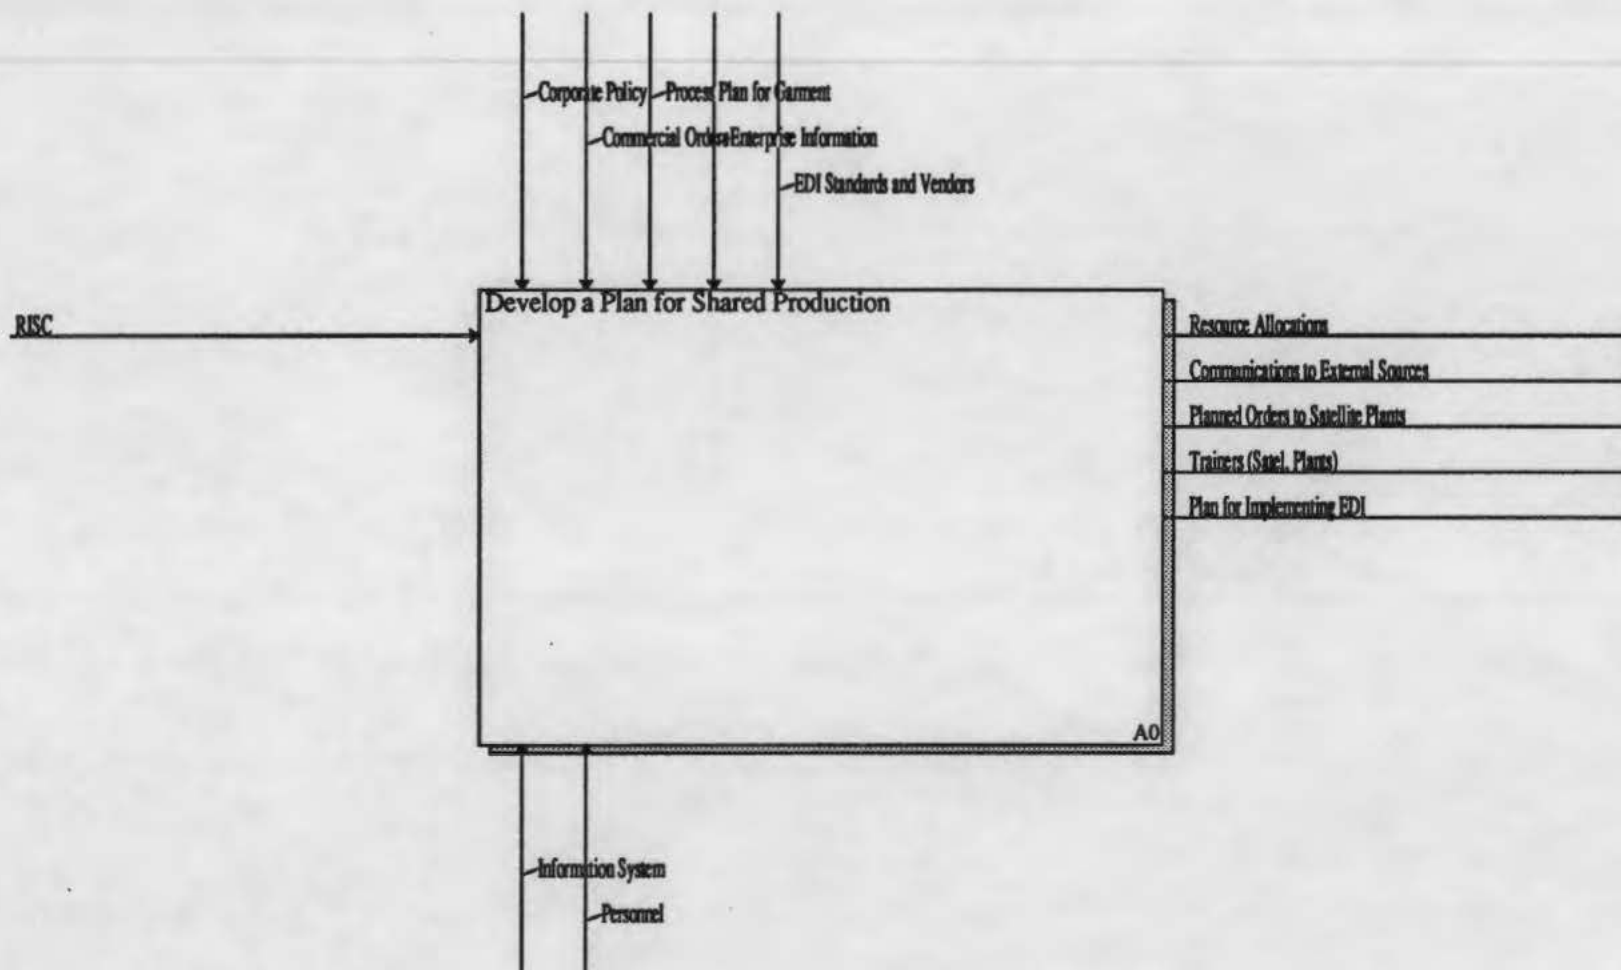 Corporate Policy Process Plan for Garment
Commercial Orders Enterprise Information
EDI Standards and Vendors
Develop a Plan for Shared Production
RISC
Resource Allocations
Communications to External Sources
Planned Orders to Satellite Plants
Trainers (Satel. Plants)
Plan for Implementing EDI
A0
Information System
Personnel